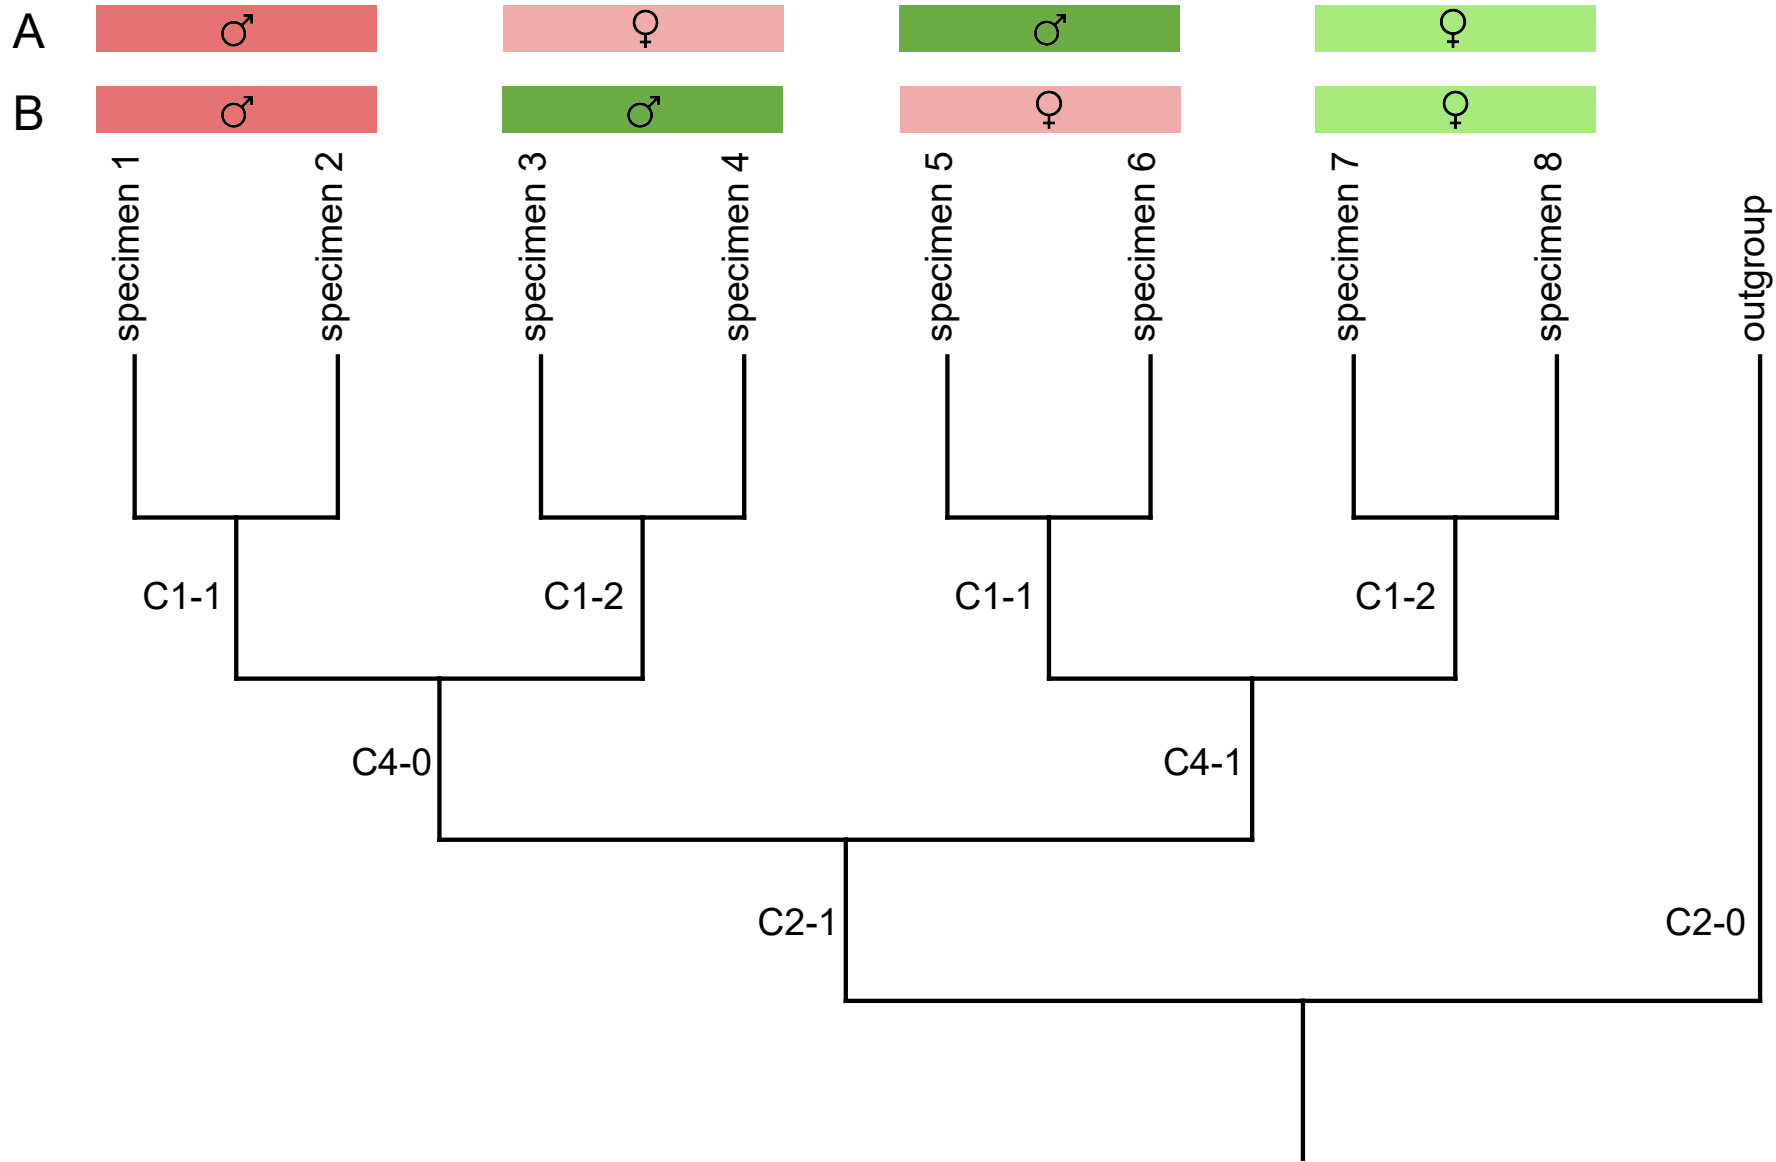 A ♂ ♀ ♂ ♀
B ♂ ♂ ♀ ♀
specimen 1
specimen 2
specimen 3
specimen 4
specimen 5
specimen 6
specimen 7
specimen 8
outgroup
C1-1 C1-2 C1-1 C1-2
C4-0 C4-1
C2-1 C2-0